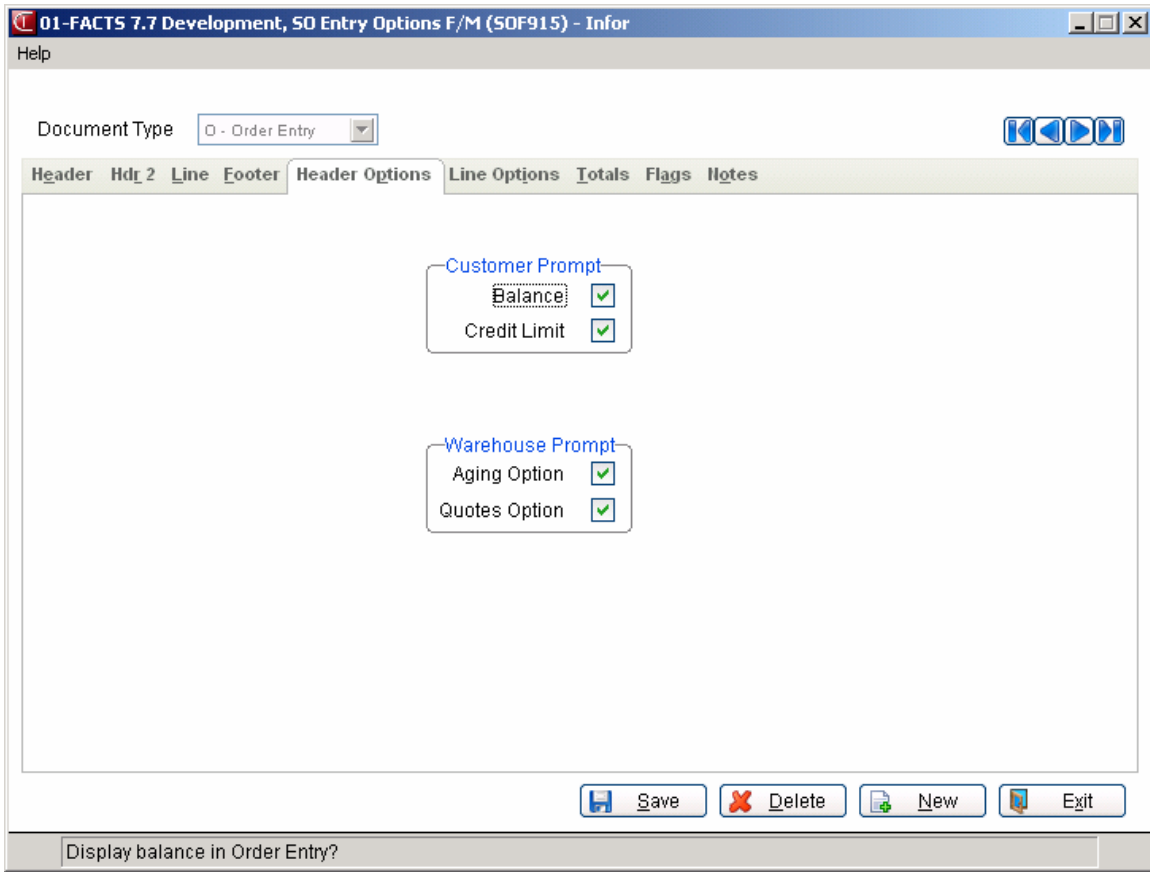 01-FACTS 7.7 Development, SO Entry Options F/M (SOF915) - Infor
Help
Document Type O - Order Entry
Header Hdr 2 Line Footer Header Options Line Options Totals Flags Notes
Customer Prompt
Balance
Credit Limit
Warehouse Prompt
Aging Option
Quotes Option
Save Delete New Exit
Display balance in Order Entry?